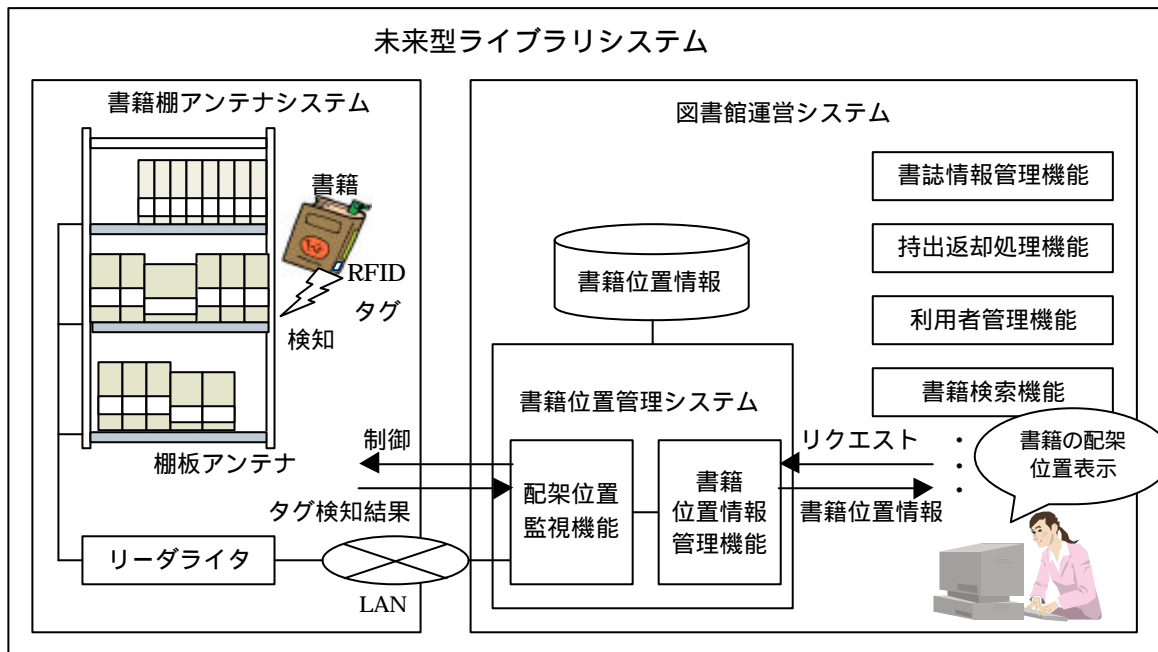 未来型ライブラリシステム
書籍棚アンテナシステム
書籍
RFID
タグ
検知
棚板アンテナ
制御
タグ検知結果
リーダライタ
LAN
図書館運営システム
書籍位置情報
書籍位置管理システム
配架位置
監視機能
書籍
位置情報
管理機能
書誌情報管理機能
持出返却処理機能
利用者管理機能
書籍検索機能
・
・
・
リクエスト
書籍位置情報
書籍の配架
位置表示